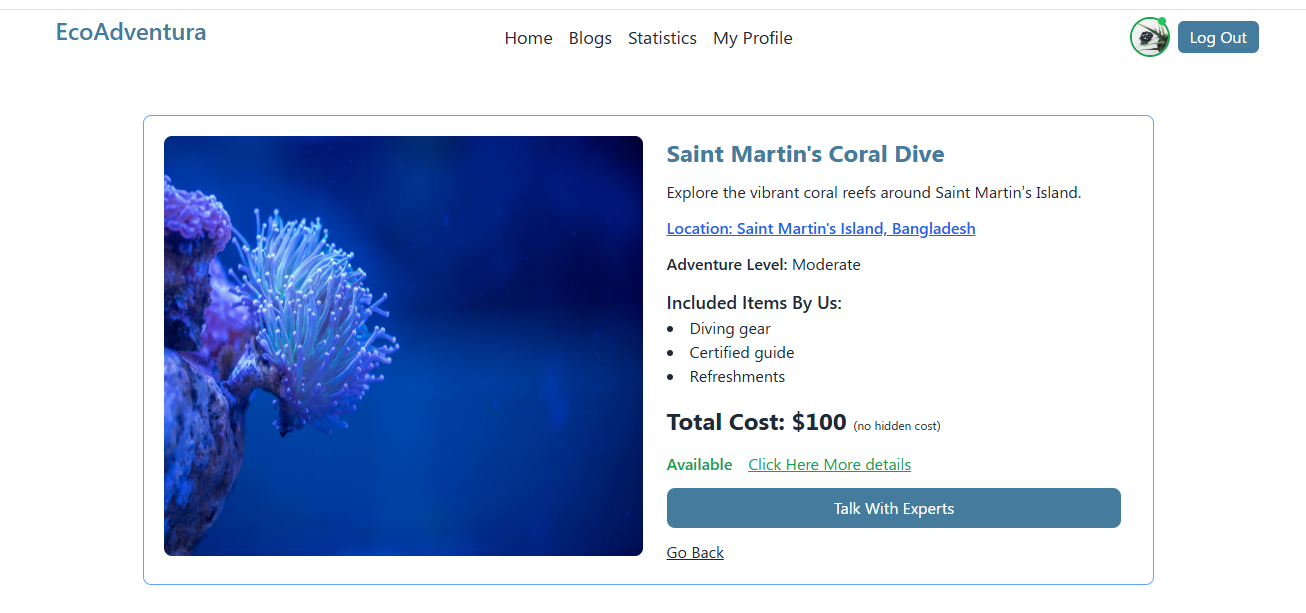 EcoAdventura
Home Blogs Statistics My Profile
Log Out
Saint Martin's Coral Dive
Explore the vibrant coral reefs around Saint Martin's Island.
Location: Saint Martin's Island, Bangladesh
Adventure Level: Moderate
Included Items By Us:
• Diving gear
• Certified guide
• Refreshments
Total Cost: $100 (no hidden cost)
Available Click Here More details
Talk With Experts
Go Back